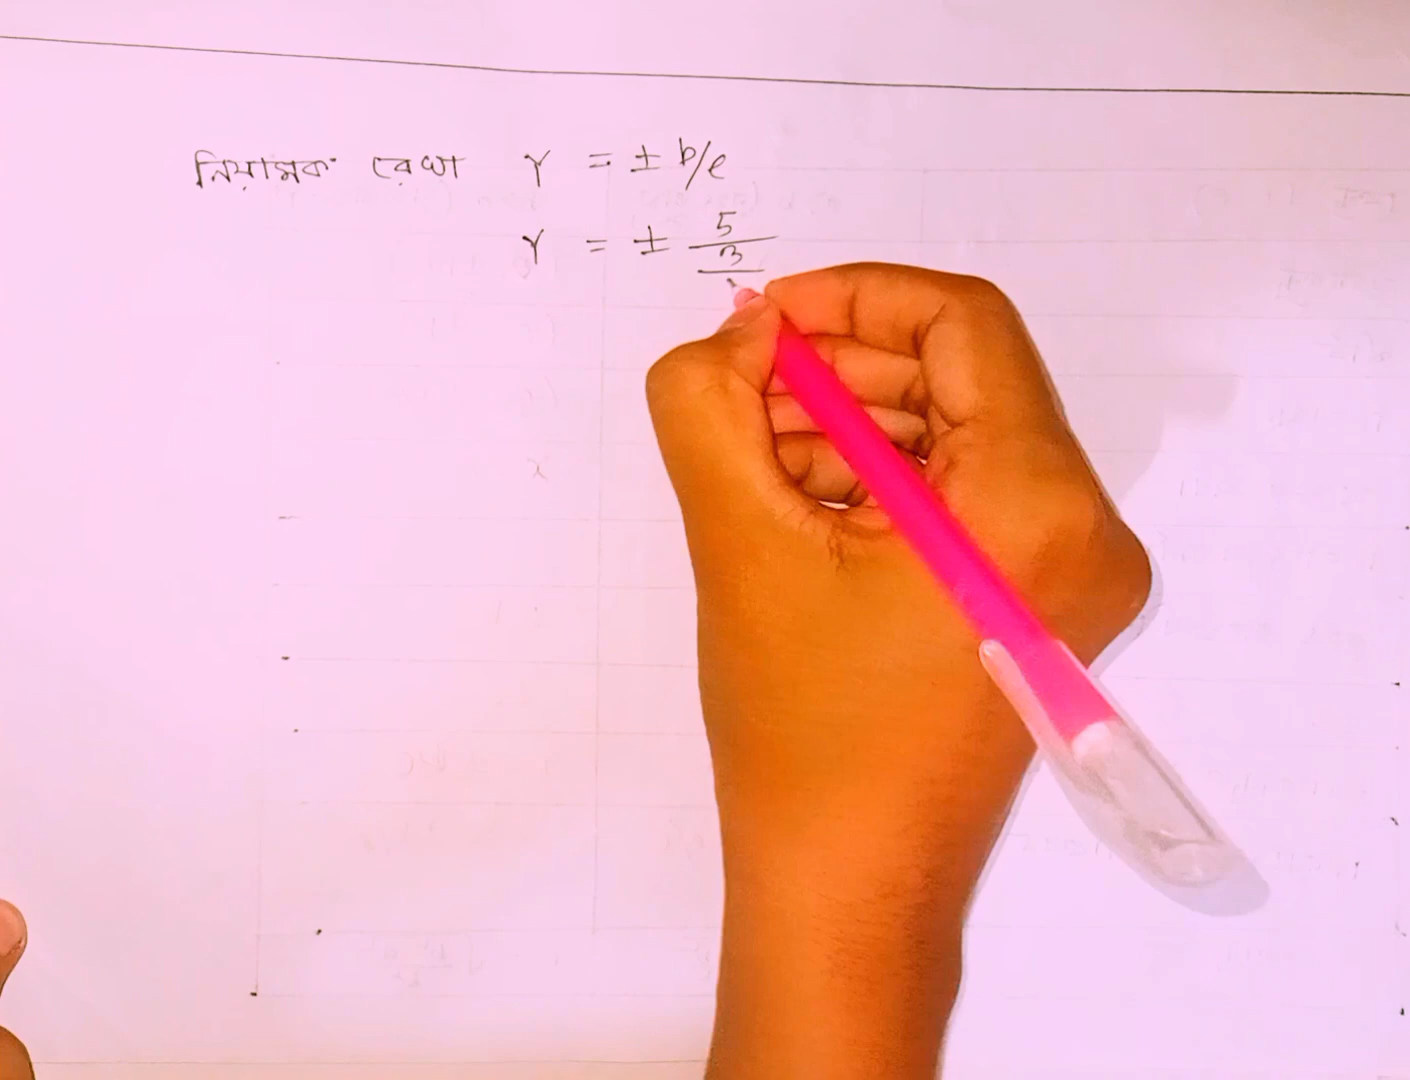 নিয়ামক রেখা Y = ± b/e
Y = ± 5/3/